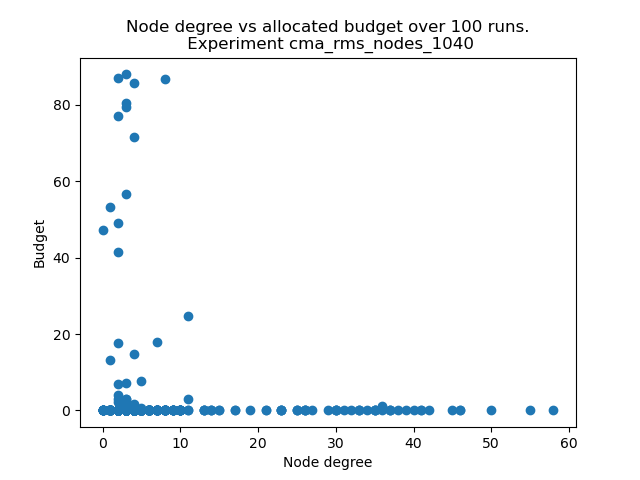 Node degree vs allocated budget over 100 runs.
Experiment cma_rms_nodes_1040
80
60
40
20
0
Budget
0 10 20 30 40 50 60
Node degree